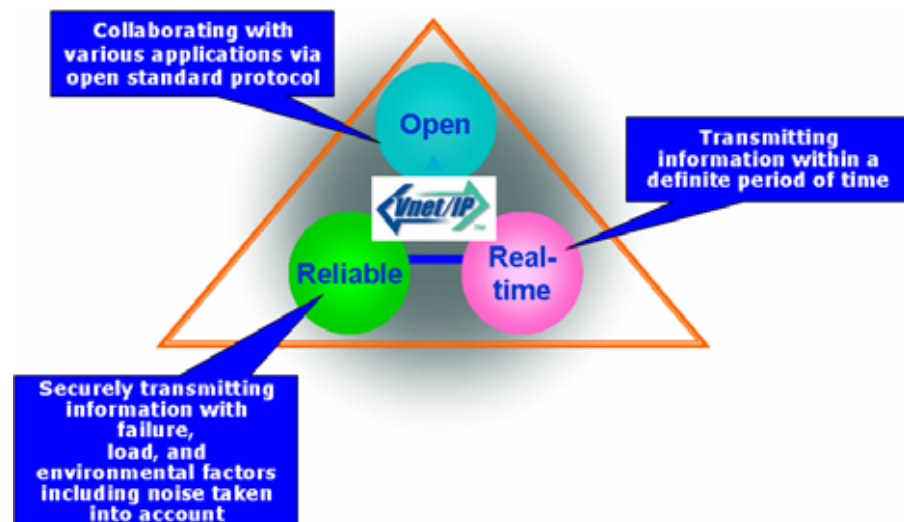 Collaborating with
various applications via
open standard protocol
Open
Transmitting
information within a
definite period of time
Vnet/IP
TM
Reliable
Real-
time
Securely transmitting
information with
failure,
load, and
environmental factors
including noise taken
into account